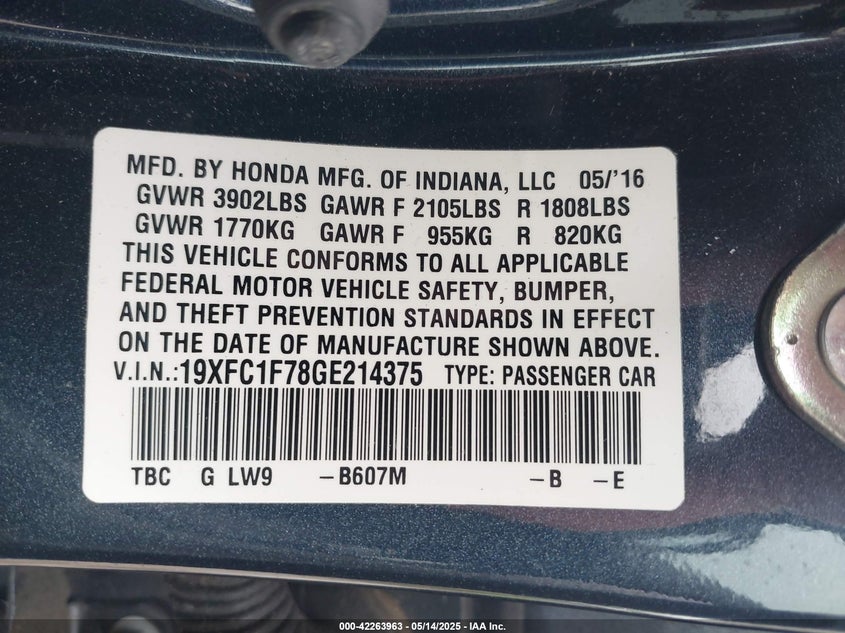 MFD. BY HONDA MFG. OF INDIANA, LLC 05/'16
GVWR 3902LBS GAWR F 2105LBS R 1808LBS
GVWR 1770KG GAWR F 955KG R 820KG
THIS VEHICLE CONFORMS TO ALL APPLICABLE
FEDERAL MOTOR VEHICLE SAFETY, BUMPER,
AND THEFT PREVENTION STANDARDS IN EFFECT
ON THE DATE OF MANUFACTURE SHOWN ABOVE.
V.I.N.:19XFC1F78GE214375 TYPE: PASSENGER CAR
TBC G LW9 –B607M –B –E
000-42263963 — 05/14/2025 - IAA Inc.